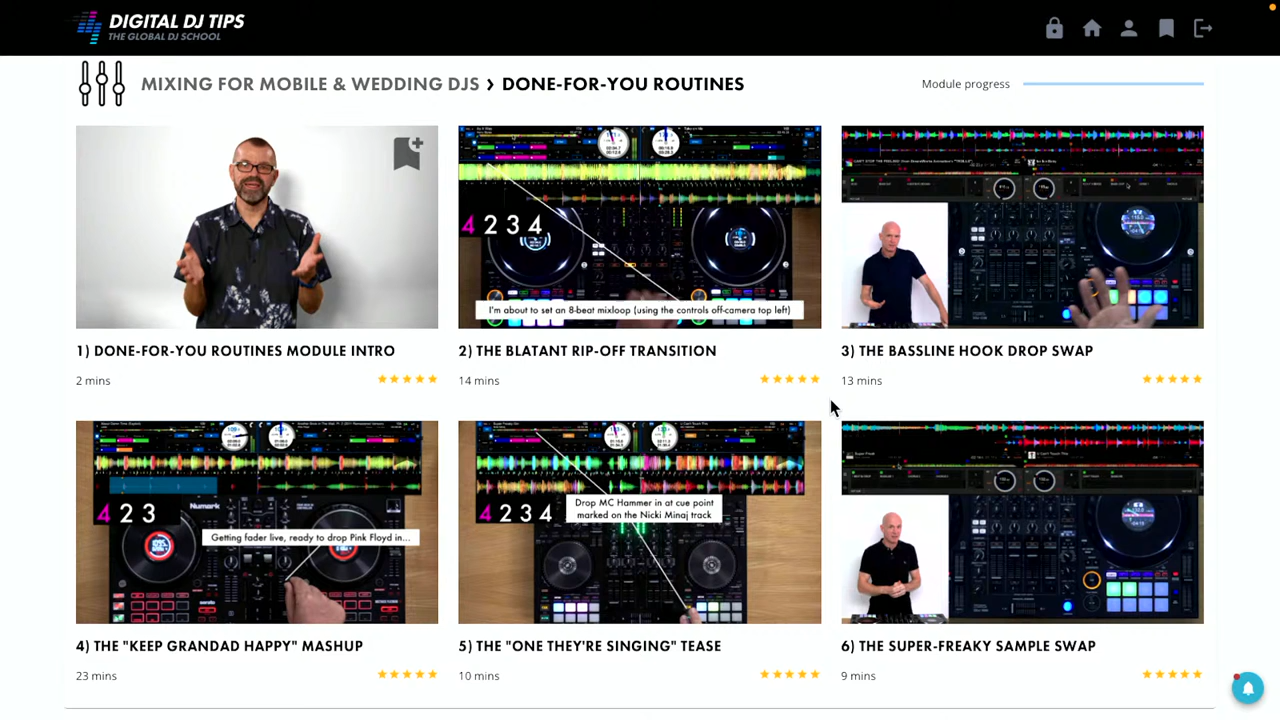 DIGITAL DJ TIPS
THE GLOBAL DJ SCHOOL
MIXING FOR MOBILE & WEDDING DJS › DONE-FOR-YOU ROUTINES
Module progress
4 2 3 4
I'm about to set an 8-beat mixloop (using the controls off-camera top left)
1) DONE-FOR-YOU ROUTINES MODULE INTRO
2) THE BLATANT RIP-OFF TRANSITION
3) THE BASSLINE HOOK DROP SWAP
2 mins
14 mins
13 mins
4 2 3
Numark
Getting fader live, ready to drop Pink Floyd in...
serato
4 2 3 4
Drop MC Hammer in at cue point
marked on the Nicki Minaj track
Super Freak
U Can't Touch This
4) THE "KEEP GRANDAD HAPPY" MASHUP
5) THE "ONE THEY'RE SINGING" TEASE
6) THE SUPER-FREAKY SAMPLE SWAP
23 mins
10 mins
9 mins